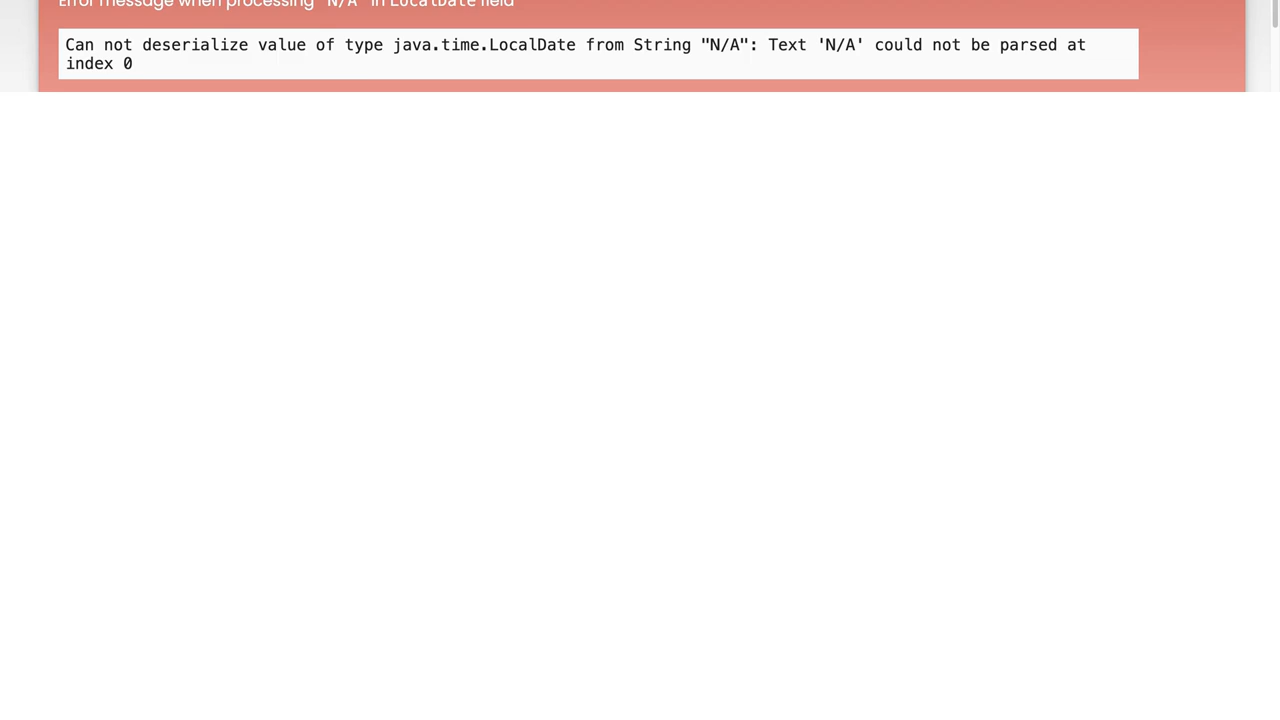 Error message when processing "N/A" in LocalDate field
Can not deserialize value of type java.time.LocalDate from String "N/A": Text 'N/A' could not be parsed at
index 0